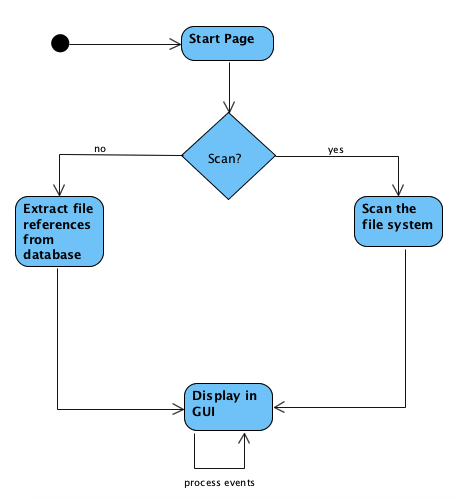 Start Page
Scan?
no
yes
Extract file
references
from
database
Scan the
file system
Display in
GUI
process events